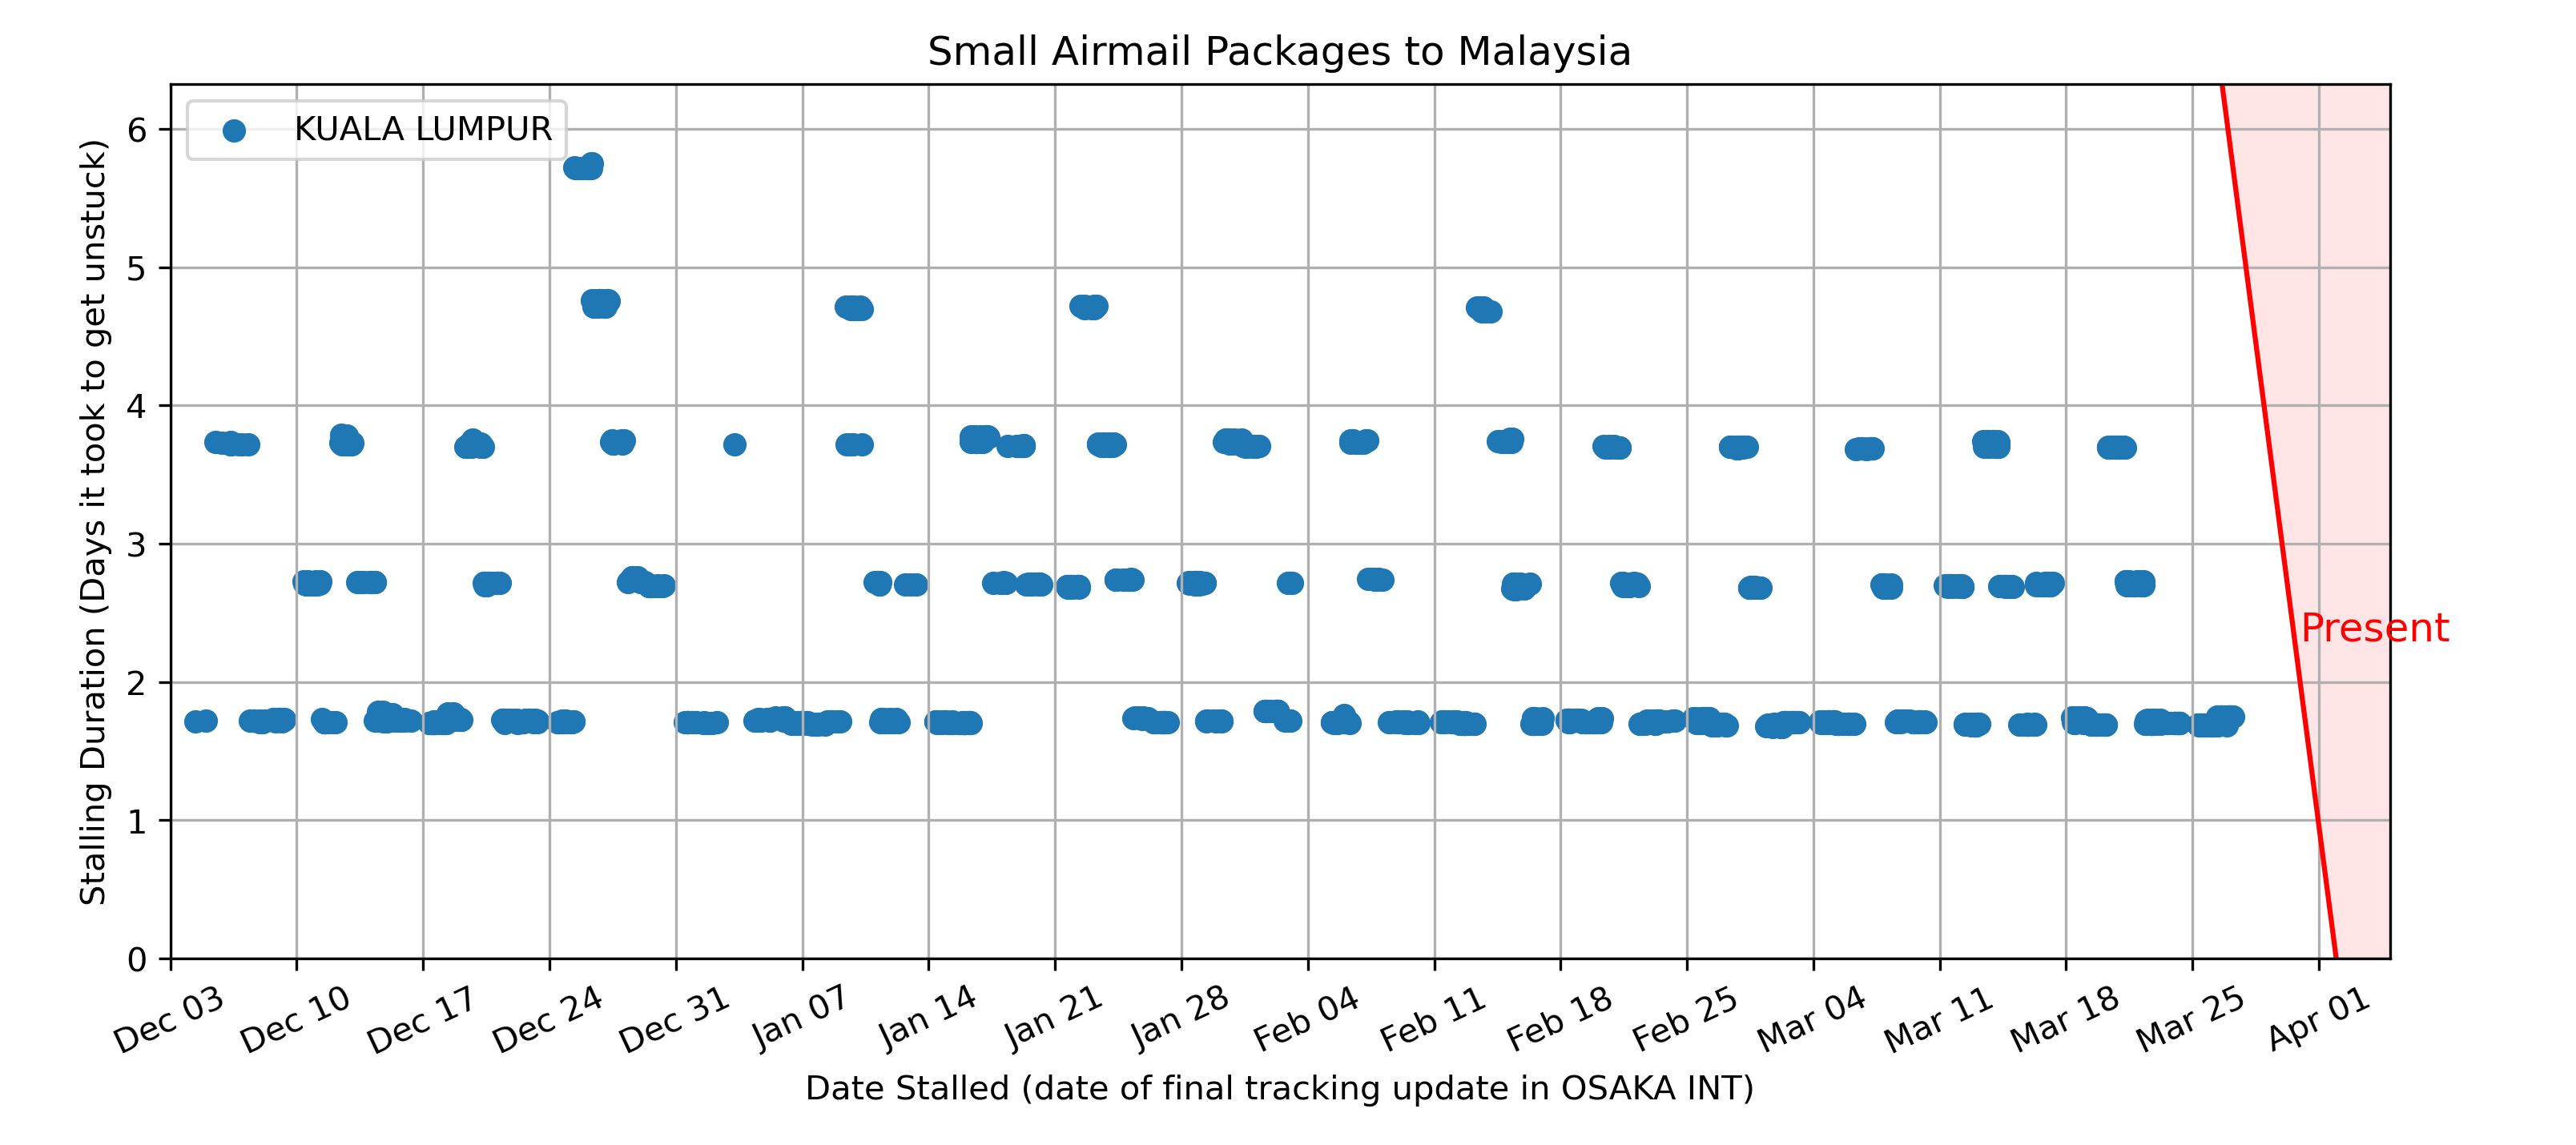 Small Airmail Packages to Malaysia
KUALA LUMPUR
Stalling Duration (Days it took to get unstuck)
6
5
4
3
2
1
0
Present
Dec 03
Dec 10
Dec 17
Dec 24
Dec 31
Jan 07
Jan 14
Jan 21
Jan 28
Feb 04
Feb 11
Feb 18
Feb 25
Mar 04
Mar 11
Mar 18
Mar 25
Apr 01
Date Stalled (date of final tracking update in OSAKA INT)